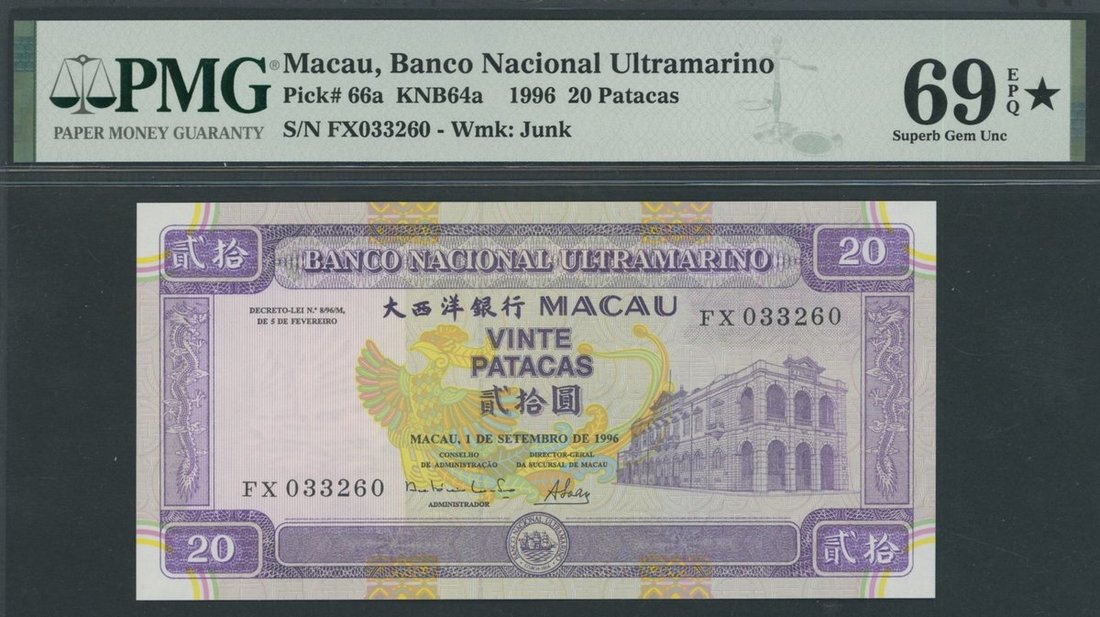 PMG®
PAPER MONEY GUARANTY
Macau, Banco Nacional Ultramarino
Pick# 66a KNB64a 1996 20 Patacas
S/N FX033260 - Wmk: Junk
69 EPQ ★
Superb Gem Unc
貳拾
BANCO NACIONAL ULTRAMARINO
20
DECRETO-LEI N.º 8/96/M,
DE 5 DE FEVEREIRO
大西洋銀行 MACAU
FX 033260
VINTE
PATACAS
貳拾圓
MACAU, 1 DE SETEMBRO DE 1996
CONSELHO
DE ADMINISTRAÇÃO
DIRECTOR-GERAL
DA SUCURSAL DE MACAU
FX 033260
ADMINISTRADOR
20
BANCO NACIONAL ULTRAMARINO
貳拾